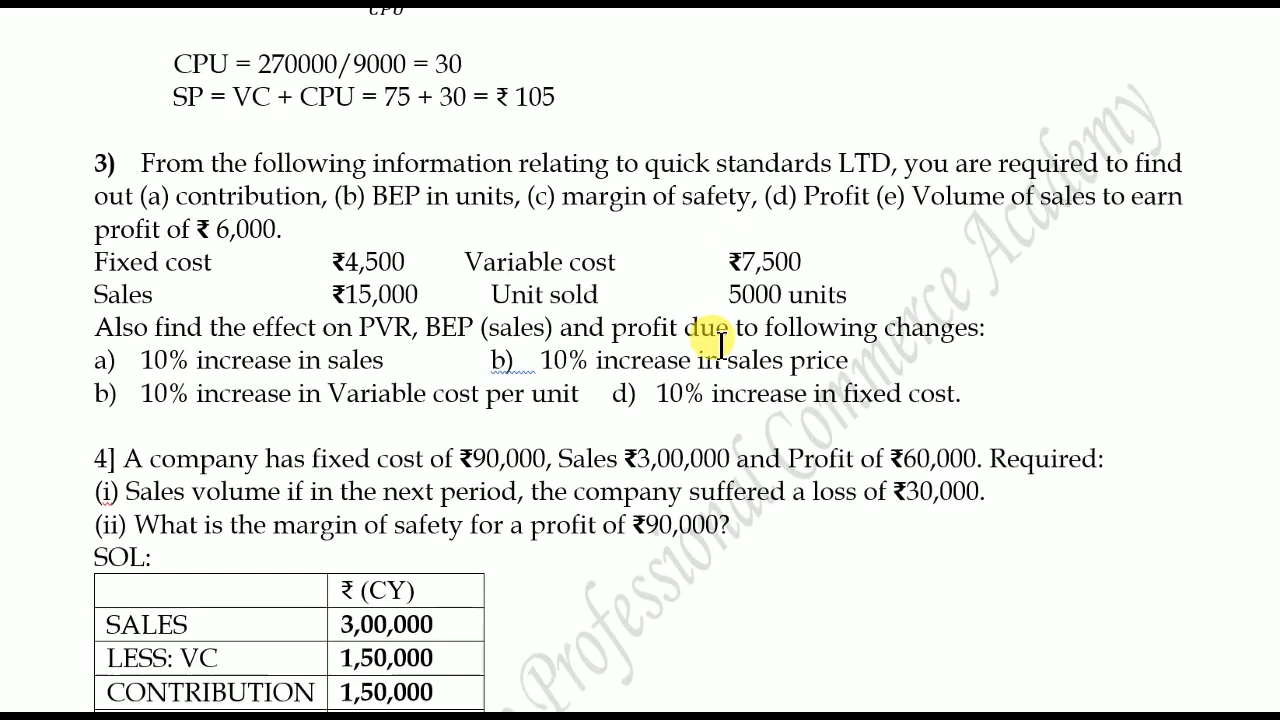 CPU
CPU = 270000/9000 = 30
SP = VC + CPU = 75 + 30 = ₹ 105
3) From the following information relating to quick standards LTD, you are required to find
out (a) contribution, (b) BEP in units, (c) margin of safety, (d) Profit (e) Volume of sales to earn
profit of ₹ 6,000.
Fixed cost ₹4,500 Variable cost ₹7,500
Sales ₹15,000 Unit sold 5000 units
Also find the effect on PVR, BEP (sales) and profit due to following changes:
a) 10% increase in sales b) 10% increase in sales price
b) 10% increase in Variable cost per unit d) 10% increase in fixed cost.
4] A company has fixed cost of ₹90,000, Sales ₹3,00,000 and Profit of ₹60,000. Required:
(i) Sales volume if in the next period, the company suffered a loss of ₹30,000.
(ii) What is the margin of safety for a profit of ₹90,000?
SOL:
₹ (CY)
SALES 3,00,000
LESS: VC 1,50,000
CONTRIBUTION 1,50,000
Professional Commerce Academy